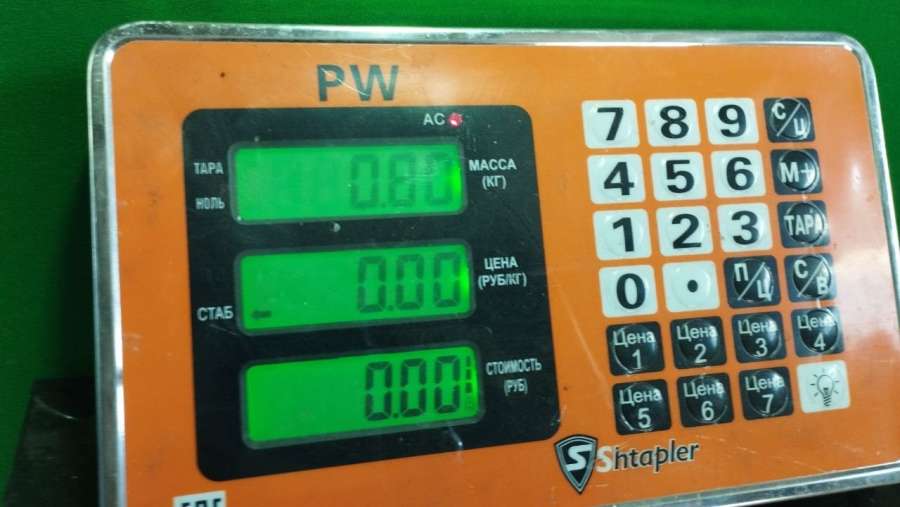 PW
AC
ТАРА
НОЛЬ
0.80
МАССА
(КГ)
СТАБ
0.00
ЦЕНА
(РУБ/КГ)
0.00
СТОИМОСТЬ
(РУБ)
7 8 9 С/Ц
4 5 6 М+
1 2 3 ТАРА
0 . П/Ц С/В
Цена 1 Цена 2 Цена 3 Цена 4
Цена 5 Цена 6 Цена 7
S Shtapler